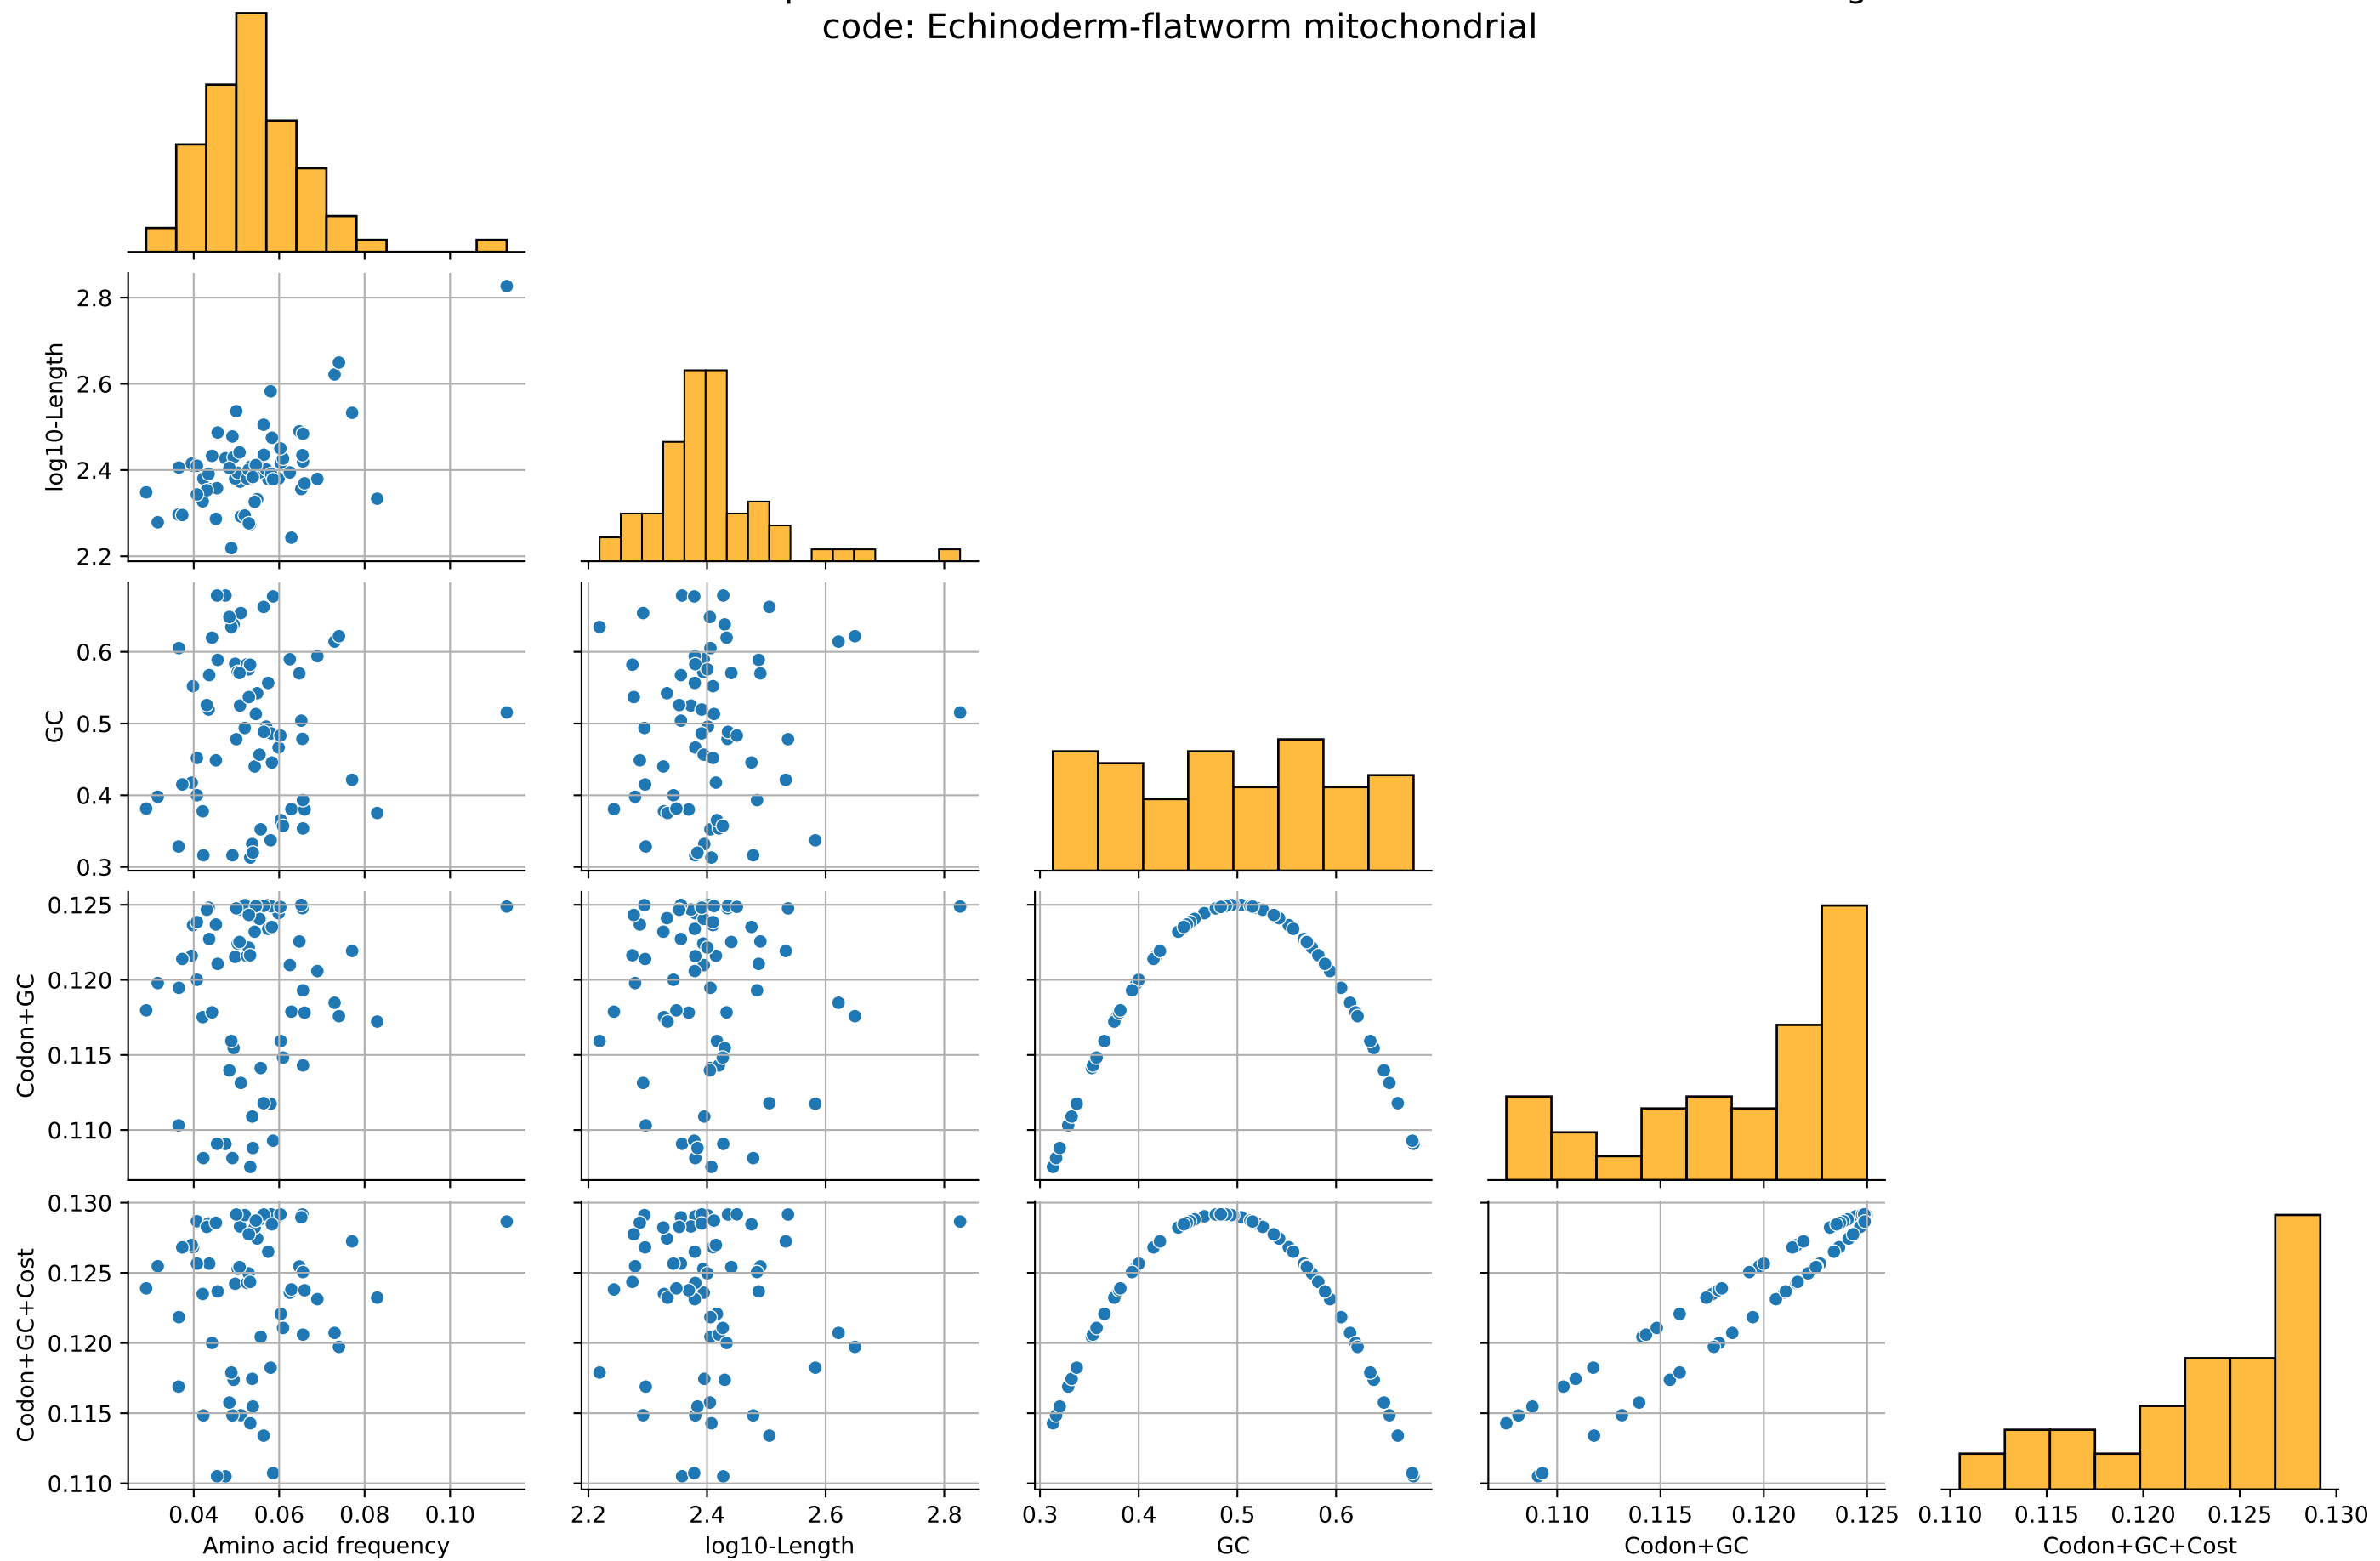 code: Echinoderm-flatworm mitochondrial
2.8
2.6
2.4
2.2
log10-Length
0.6
0.5
0.4
0.3
GC
0.125
0.120
0.115
0.110
Codon+GC
0.130
0.125
0.120
0.115
0.110
Codon+GC+Cost
0.04 0.06 0.08 0.10 2.2 2.4 2.6 2.8 0.3 0.4 0.5 0.6 0.110 0.115 0.120 0.125 0.110 0.115 0.120 0.125 0.130
Amino acid frequency log10-Length GC Codon+GC Codon+GC+Cost